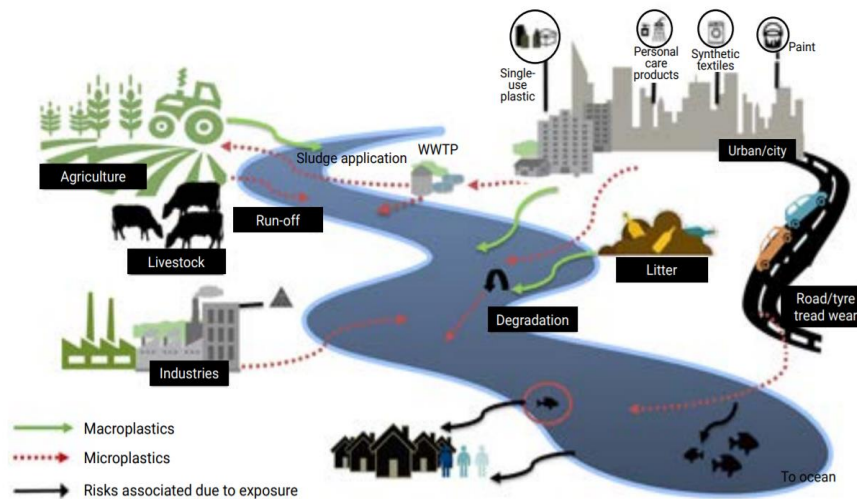 Single-
use
plastic
Personal
care
products
Synthetic
textiles
Paint
WWTP
Sludge application
Urban/city
Agriculture
Run-off
Livestock
Litter
Road/tyre
tread wear
Degradation
Industries
Macroplastics
Microplastics
Risks associated due to exposure
To ocean